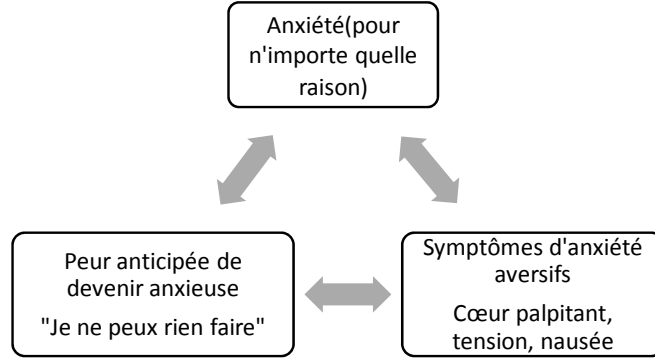 Anxiété(pour
n'importe quelle
raison)
Peur anticipée de
devenir anxieuse
"Je ne peux rien faire"
Symptômes d'anxiété
aversifs
Cœur palpitant,
tension, nausée